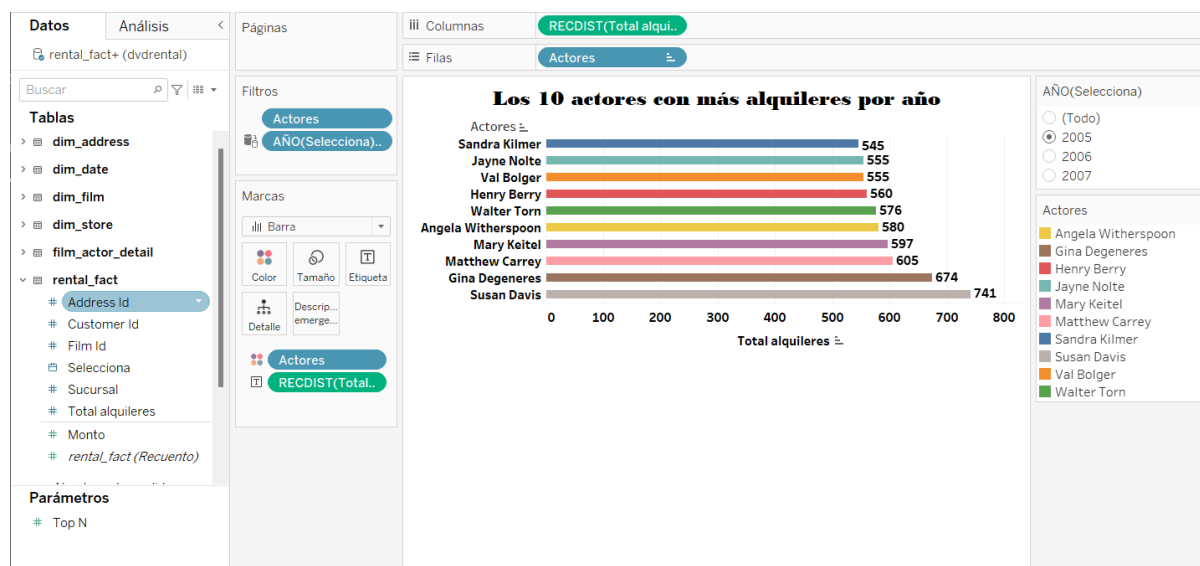 Datos
Análisis
rental_fact+ (dvdrental)
Buscar
Tablas
dim_address
dim_date
dim_film
dim_store
film_actor_detail
rental_fact
Address Id
Customer Id
Film Id
Selecciona
Sucursal
Total alquileres
Monto
rental_fact (Recuento)
Parámetros
Top N
Páginas
Filtros
Actores
AÑO(Selecciona)..
Marcas
Barra
Color
Tamaño
Etiqueta
Detalle
Descrip...
emerge...
Actores
RECDIST(Total..
Columnas
RECDIST(Total alqui..
Filas
Actores
Los 10 actores con más alquileres por año
Actores
Sandra Kilmer 545
Jayne Nolte 555
Val Bolger 555
Henry Berry 560
Walter Torn 576
Angela Witherspoon 580
Mary Keitel 597
Matthew Carrey 605
Gina Degeneres 674
Susan Davis 741
0 100 200 300 400 500 600 700 800
Total alquileres
AÑO(Selecciona)
(Todo)
2005
2006
2007
Actores
Angela Witherspoon
Gina Degeneres
Henry Berry
Jayne Nolte
Mary Keitel
Matthew Carrey
Sandra Kilmer
Susan Davis
Val Bolger
Walter Torn